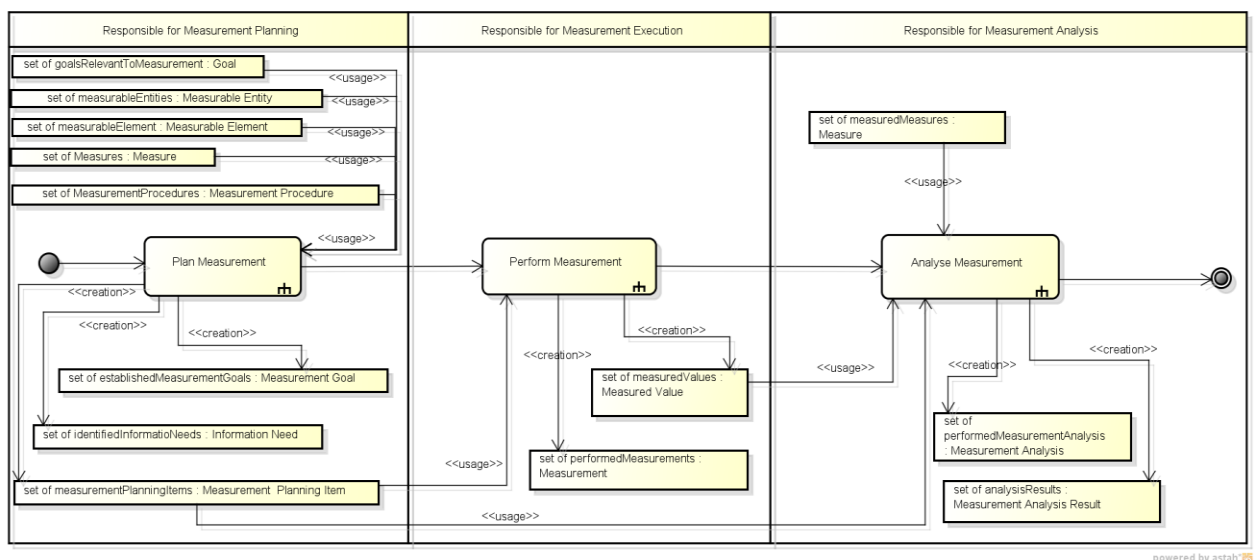 Responsible for Measurement Planning
Responsible for Measurement Execution
Responsible for Measurement Analysis
set of goalsRelevantToMeasurement : Goal
<<usage>>
set of measurableEntities : Measurable Entity
<<usage>>
set of measurableElement : Measurable Element
<<usage>>
set of Measures : Measure
<<usage>>
set of MeasurementProcedures : Measurement Procedure
<<usage>>
set of measuredMeasures :
Measure
<<usage>>
Plan Measurement
Perform Measurement
Analyse Measurement
<<creation>>
<<creation>>
<<creation>>
set of establishedMeasurementGoals : Measurement Goal
set of identifiedInformatioNeeds : Information Need
set of measurementPlanningItems : Measurement Planning Item
<<creation>>
<<creation>>
set of measuredValues :
Measured Value
set of performedMeasurements :
Measurement
<<usage>>
<<usage>>
<<usage>>
<<creation>>
<<creation>>
set of
performedMeasurementAnalysis
: Measurement Analysis
set of analysisResults :
Measurement Analysis Result
powered by astah